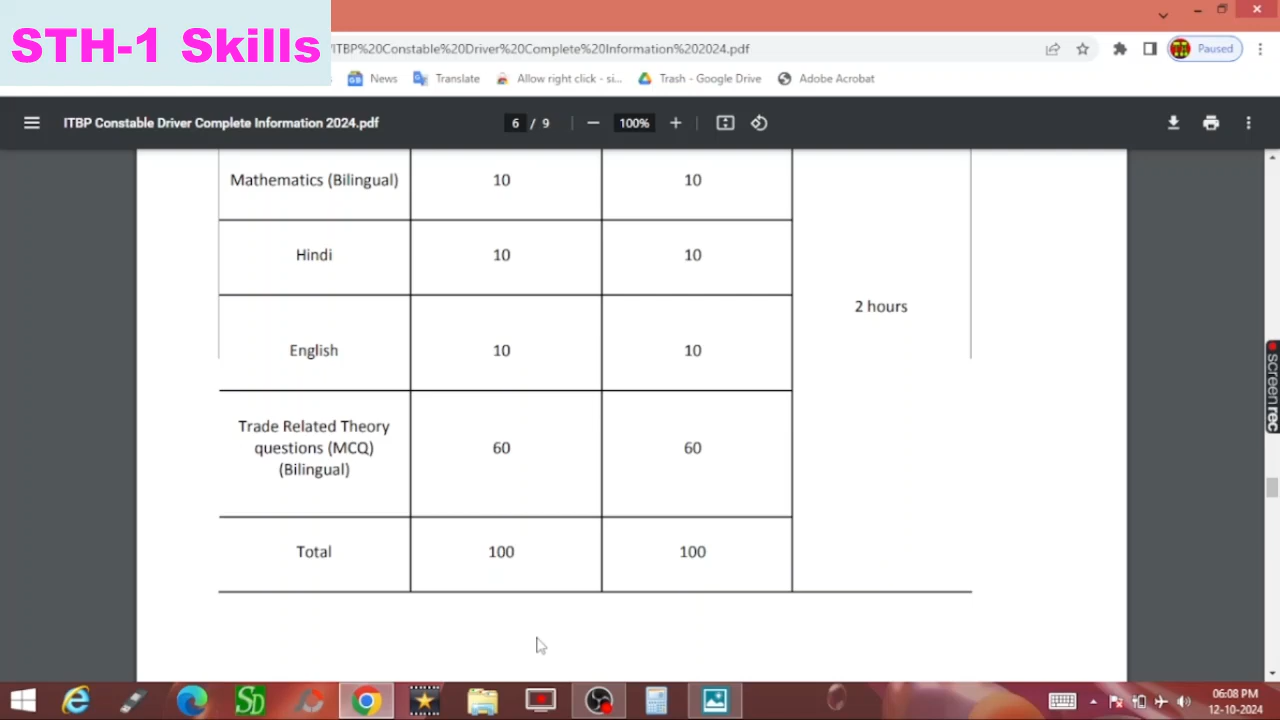 STH-1 Skills
ITBP%20Constable%20Driver%20Complete%20Information%202024.pdf
Paused
News
Translate
Allow right click - si...
Trash - Google Drive
Adobe Acrobat
ITBP Constable Driver Complete Information 2024.pdf
6 / 9
100%
Mathematics (Bilingual) 10 10
Hindi 10 10
2 hours
English 10 10
Trade Related Theory
questions (MCQ) 60 60
(Bilingual)
Total 100 100
screenrec
SD
06:08 PM
12-10-2024